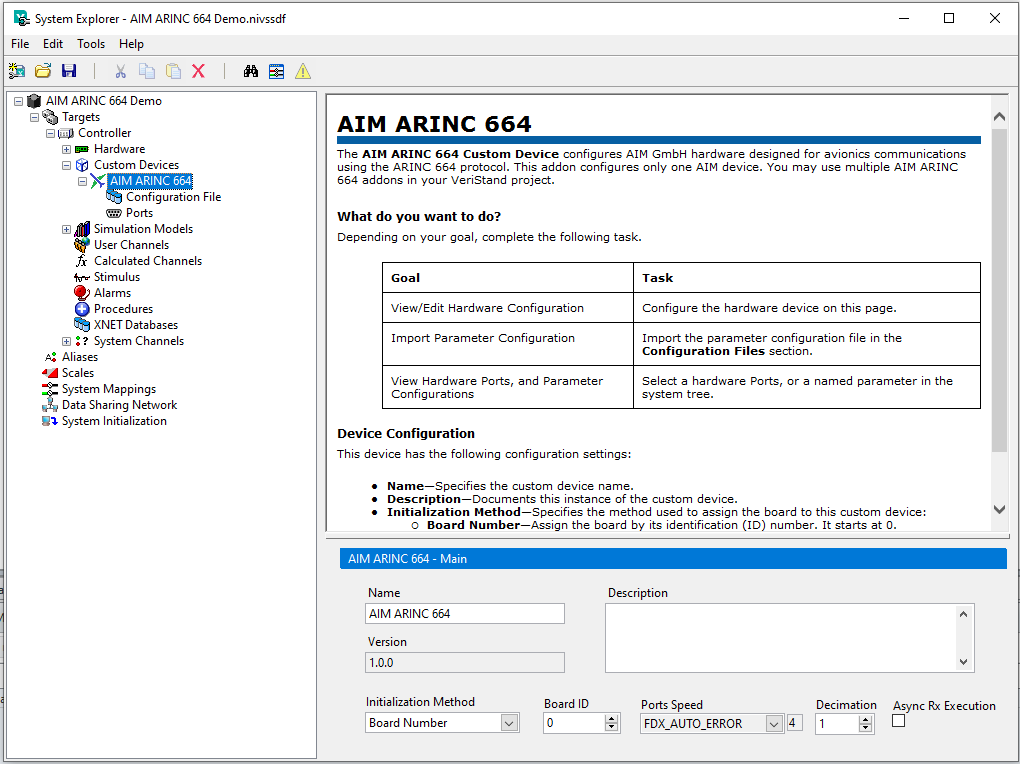 System Explorer - AIM ARINC 664 Demo.nivssdf
File Edit Tools Help
AIM ARINC 664 Demo
Targets
Controller
Hardware
Custom Devices
AIM ARINC 664
Configuration File
Ports
Simulation Models
User Channels
Calculated Channels
Stimulus
Alarms
Procedures
XNET Databases
System Channels
Aliases
Scales
System Mappings
Data Sharing Network
System Initialization
AIM ARINC 664
The AIM ARINC 664 Custom Device configures AIM GmbH hardware designed for avionics communications
using the ARINC 664 protocol. This addon configures only one AIM device. You may use multiple AIM ARINC
664 addons in your VeriStand project.
What do you want to do?
Depending on your goal, complete the following task.
Goal Task
View/Edit Hardware Configuration Configure the hardware device on this page.
Import Parameter Configuration Import the parameter configuration file in the
Configuration Files section.
View Hardware Ports, and Parameter Select a hardware Ports, or a named parameter in the
Configurations system tree.
Device Configuration
This device has the following configuration settings:
Name—Specifies the custom device name.
Description—Documents this instance of the custom device.
Initialization Method—Specifies the method used to assign the board to this custom device:
Board Number—Assign the board by its identification (ID) number. It starts at 0.
AIM ARINC 664 - Main
Name Description
AIM ARINC 664
Version
1.0.0
Initialization Method Board ID Ports Speed Decimation Async Rx Execution
Board Number 0 FDX_AUTO_ERROR 4 1